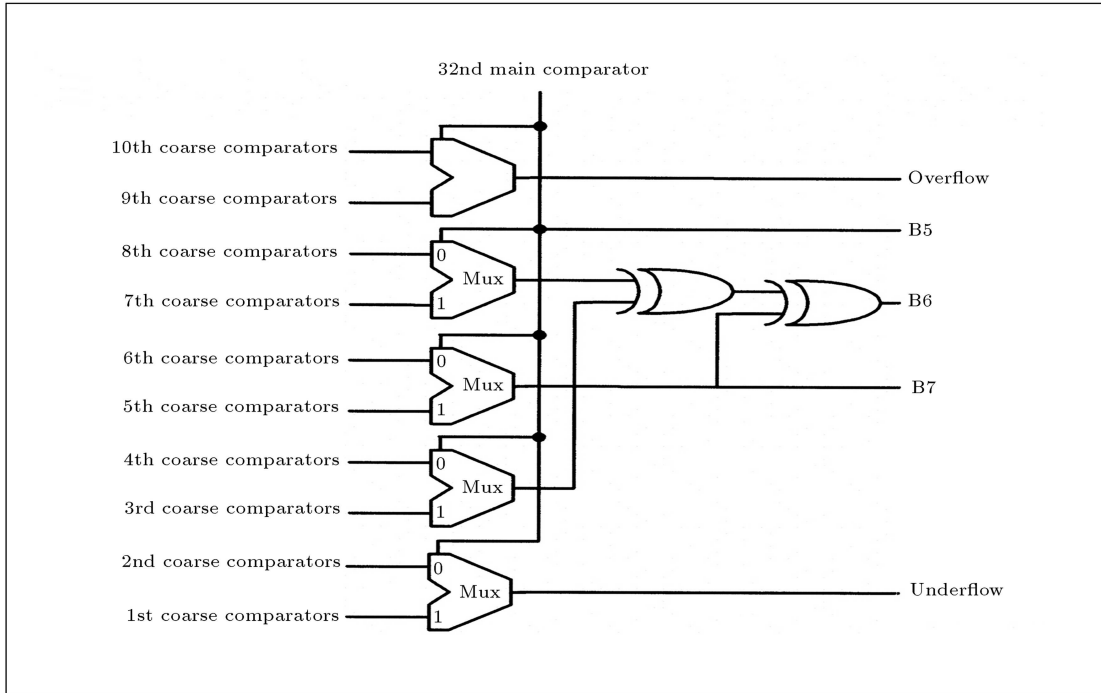 32nd main comparator
10th coarse comparators
9th coarse comparators
Overflow
B5
8th coarse comparators
0
Mux
7th coarse comparators
1
B6
6th coarse comparators
0
Mux
5th coarse comparators
1
B7
4th coarse comparators
0
Mux
3rd coarse comparators
1
2nd coarse comparators
0
Mux
1st coarse comparators
1
Underflow